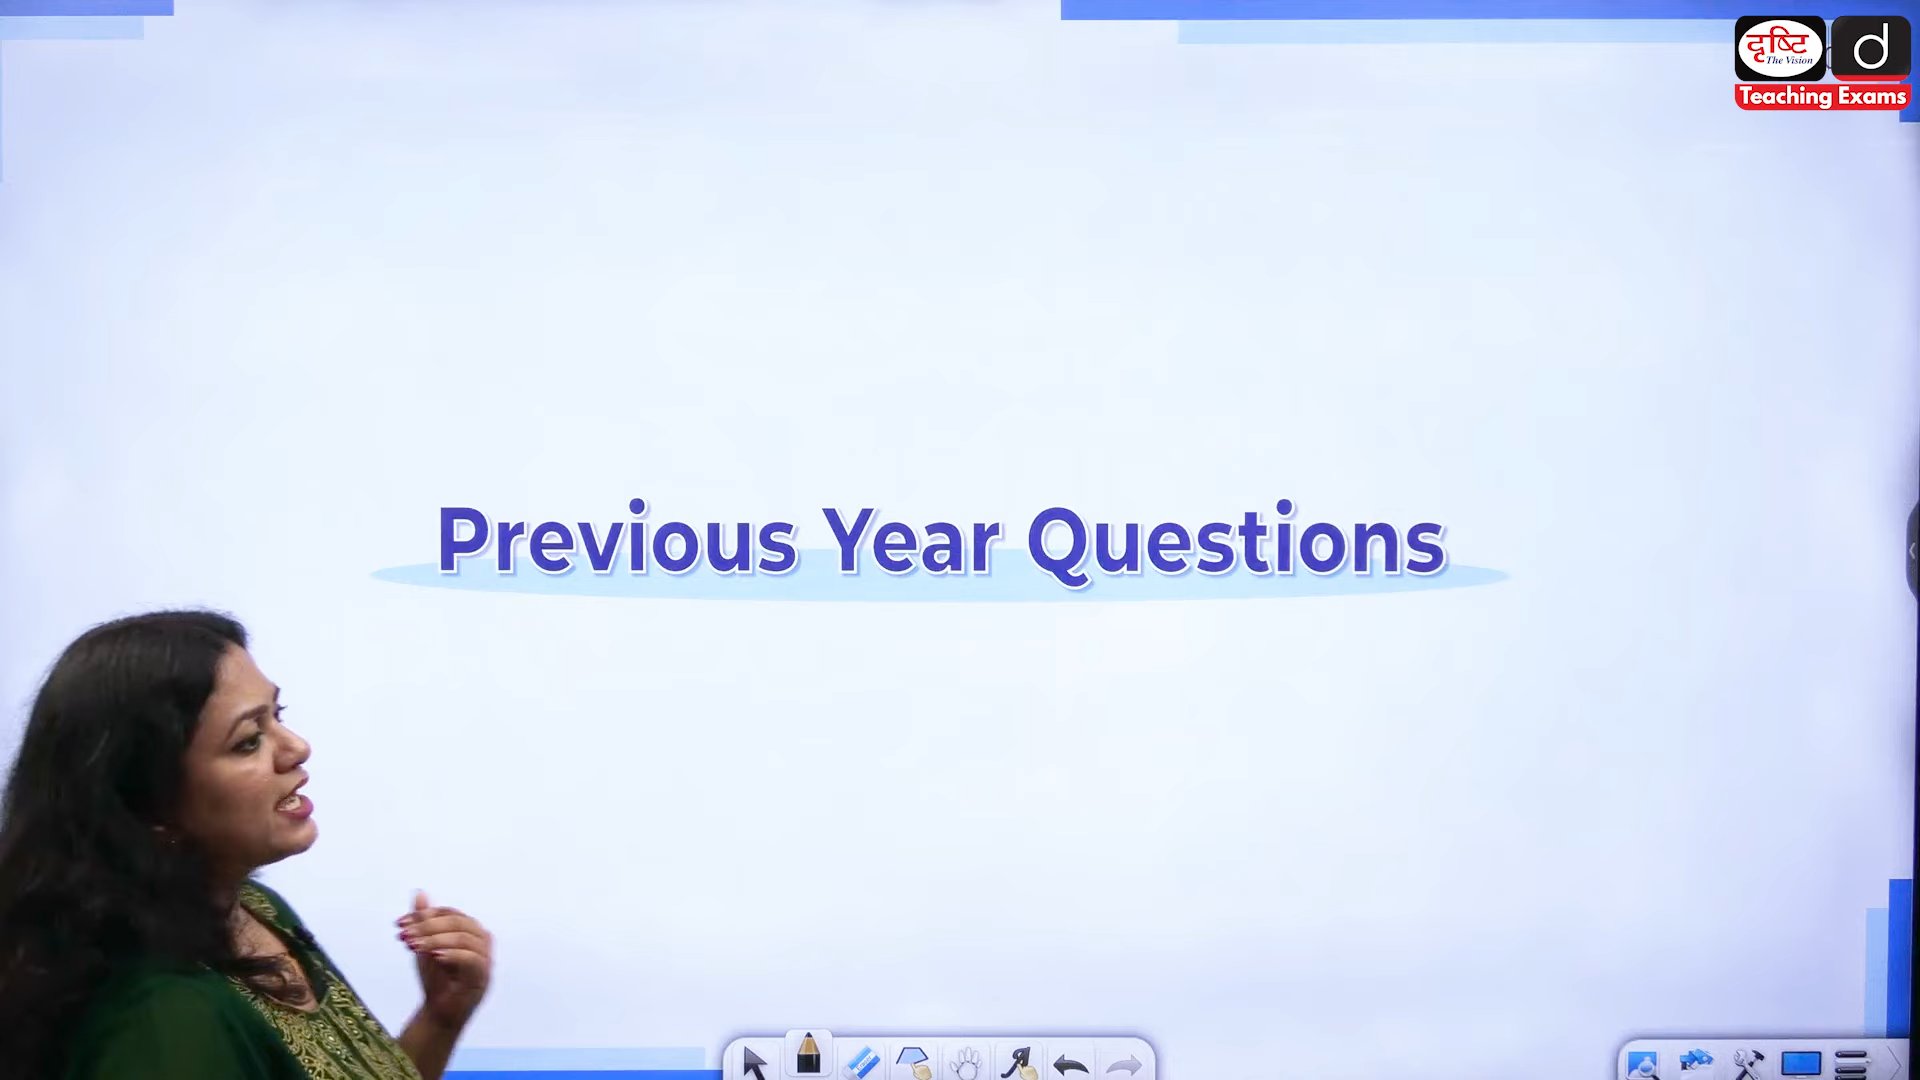 दृष्टि
The Vision
d
Teaching Exams
Previous Year Questions